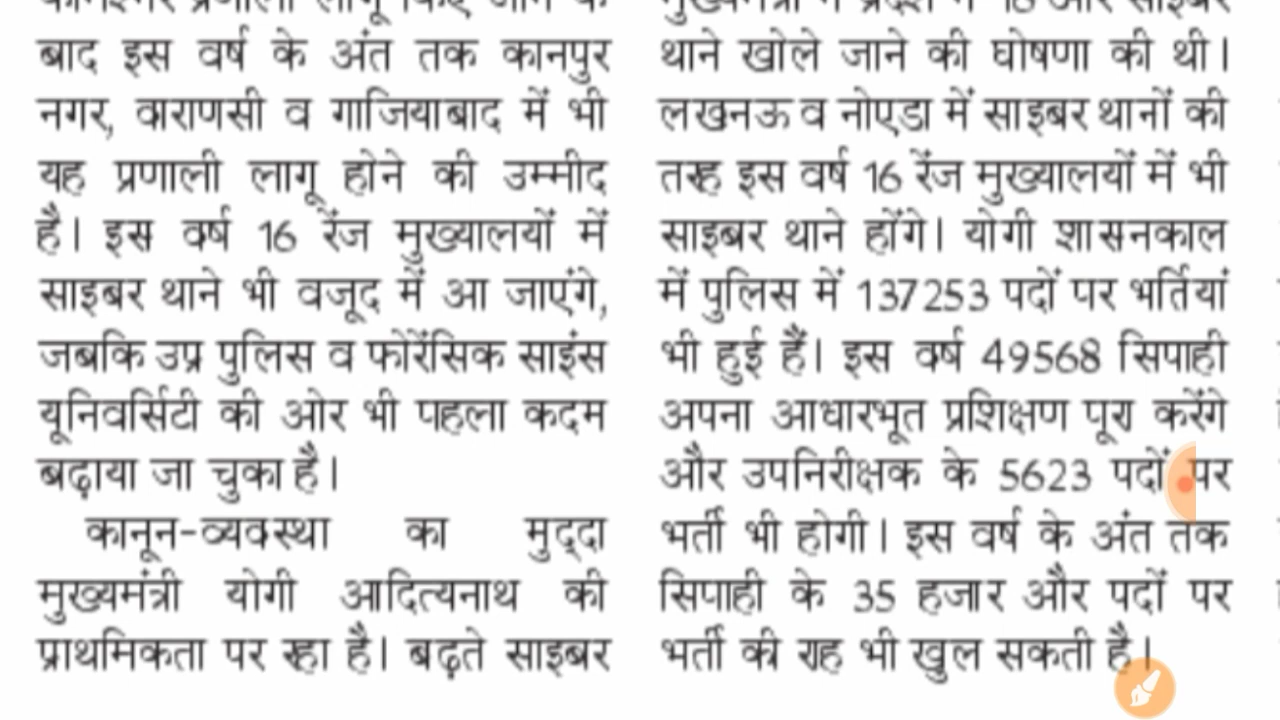 बाद इस वर्ष के अंत तक कानपुर
नगर, वाराणसी व गाजियाबाद में भी
यह प्रणाली लागू होने की उम्मीद
है। इस वर्ष 16 रेंज मुख्यालयों में
साइबर थाने भी वजूद में आ जाएंगे,
जबकि उप्र पुलिस व फोरेंसिक साइंस
यूनिवर्सिटी की ओर भी पहला कदम
बढ़ाया जा चुका है।
कानून-व्यवस्था का मुद्दा
मुख्यमंत्री योगी आदित्यनाथ की
प्राथमिकता पर रहा है। बढ़ते साइबर
थाने खोले जाने की घोषणा की थी।
लखनऊ व नोएडा में साइबर थानों की
तरह इस वर्ष 16 रेंज मुख्यालयों में भी
साइबर थाने होंगे। योगी शासनकाल
में पुलिस में 137253 पदों पर भर्तियां
भी हुई हैं। इस वर्ष 49568 सिपाही
अपना आधारभूत प्रशिक्षण पूरा करेंगे
और उपनिरीक्षक के 5623 पदों पर
भर्ती भी होगी। इस वर्ष के अंत तक
सिपाही के 35 हजार और पदों पर
भर्ती की राह भी खुल सकती है।